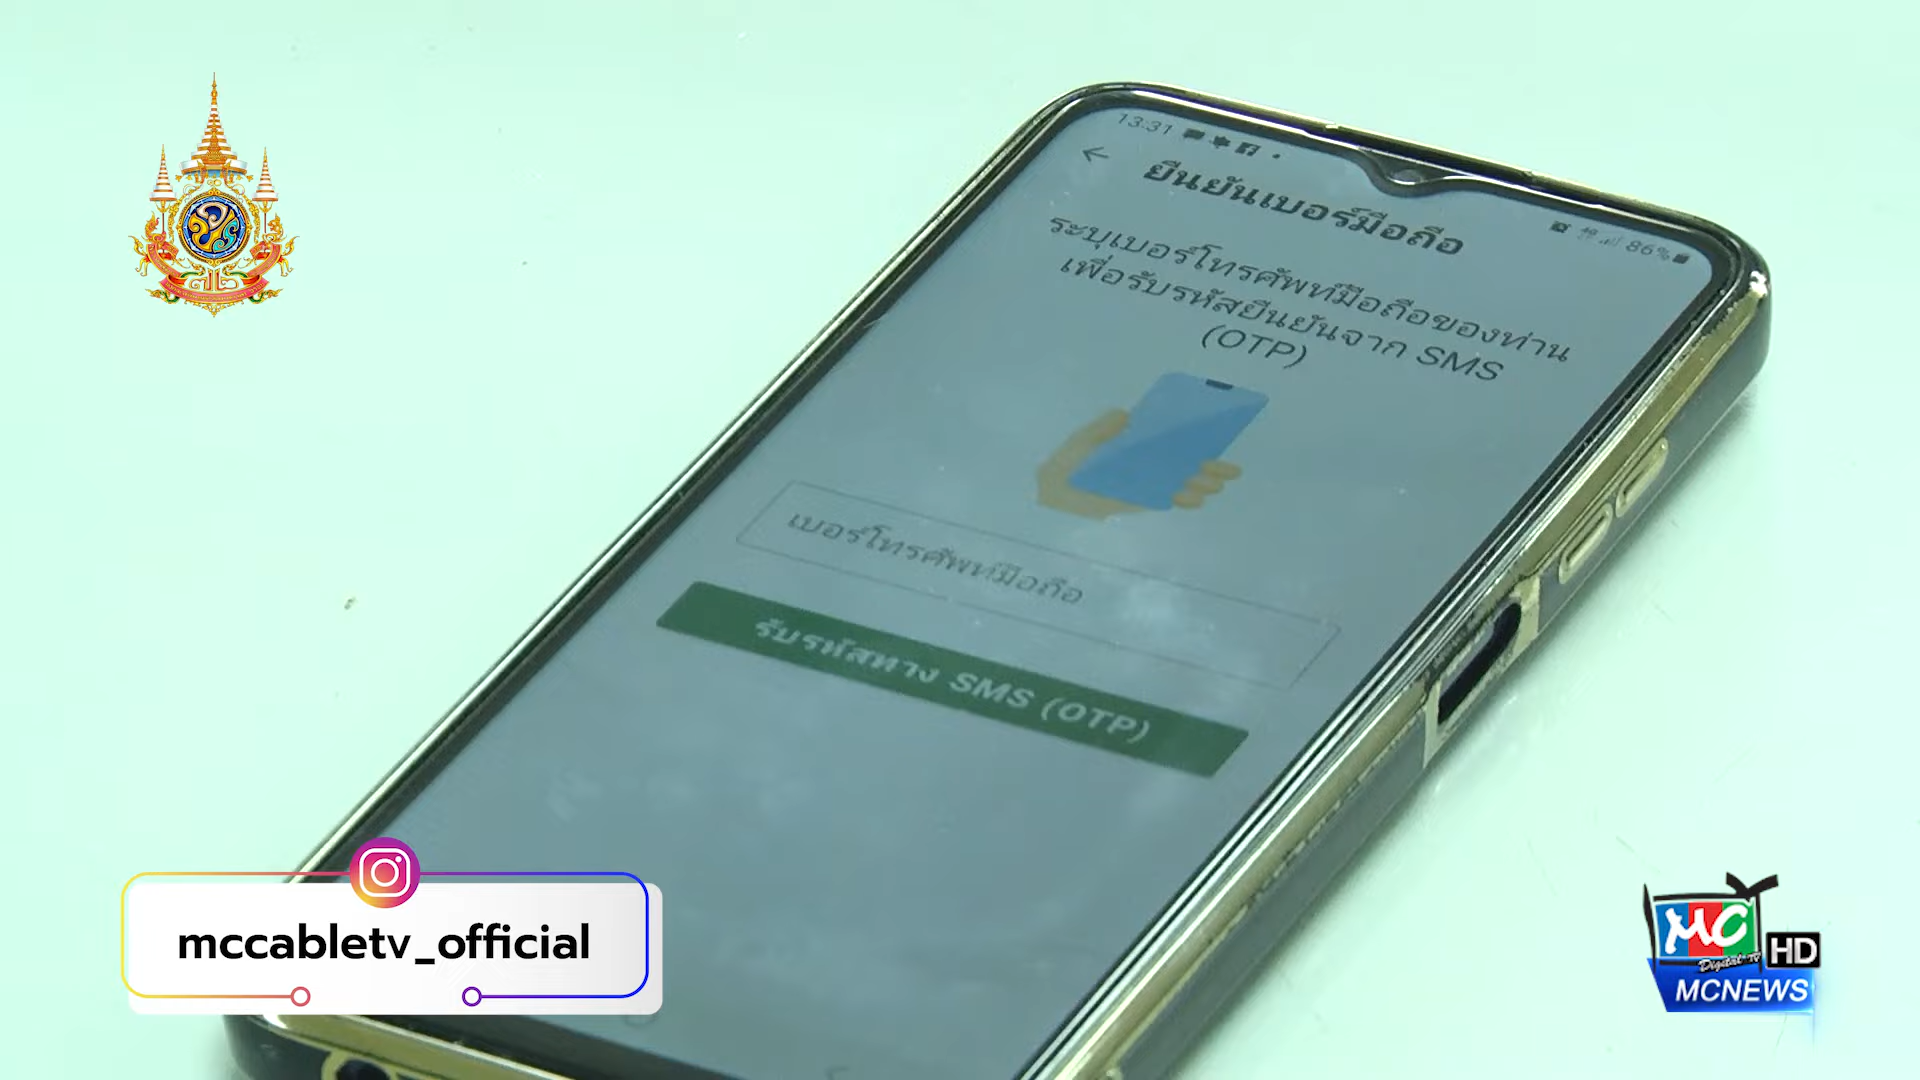 13:31
86%
ยืนยันเบอร์มือถือ
ระบุเบอร์โทรศัพท์มือถือของท่าน
เพื่อรับรหัสยืนยันจาก SMS
(OTP)
เบอร์โทรศัพท์มือถือ
รับรหัสทาง SMS (OTP)
mccabletv_official
MC
Digital TV
HD
MCNEWS